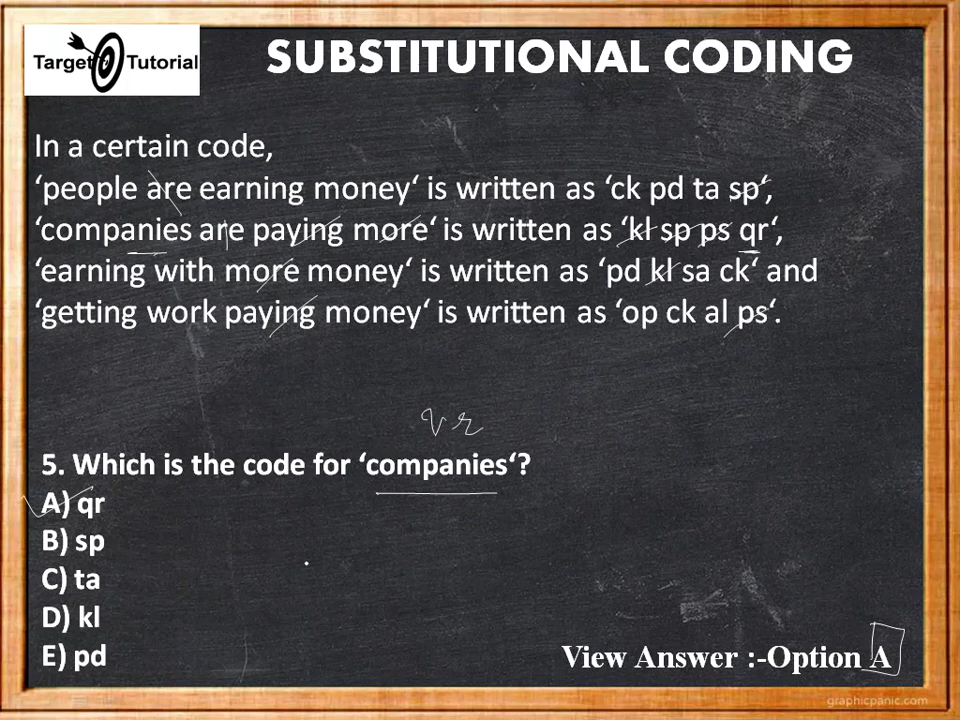 Target Tutorial
SUBSTITUTIONAL CODING
In a certain code,
‘people are earning money‘ is written as ‘ck pd ta sp‘,
‘companies are paying more‘ is written as ‘kl sp ps qr‘,
‘earning with more money‘ is written as ‘pd kl sa ck‘ and
‘getting work paying money‘ is written as ‘op ck al ps‘.
5. Which is the code for ‘companies‘?
A) qr
B) sp
C) ta
D) kl
E) pd
View Answer :-Option A
graphicpanic.com